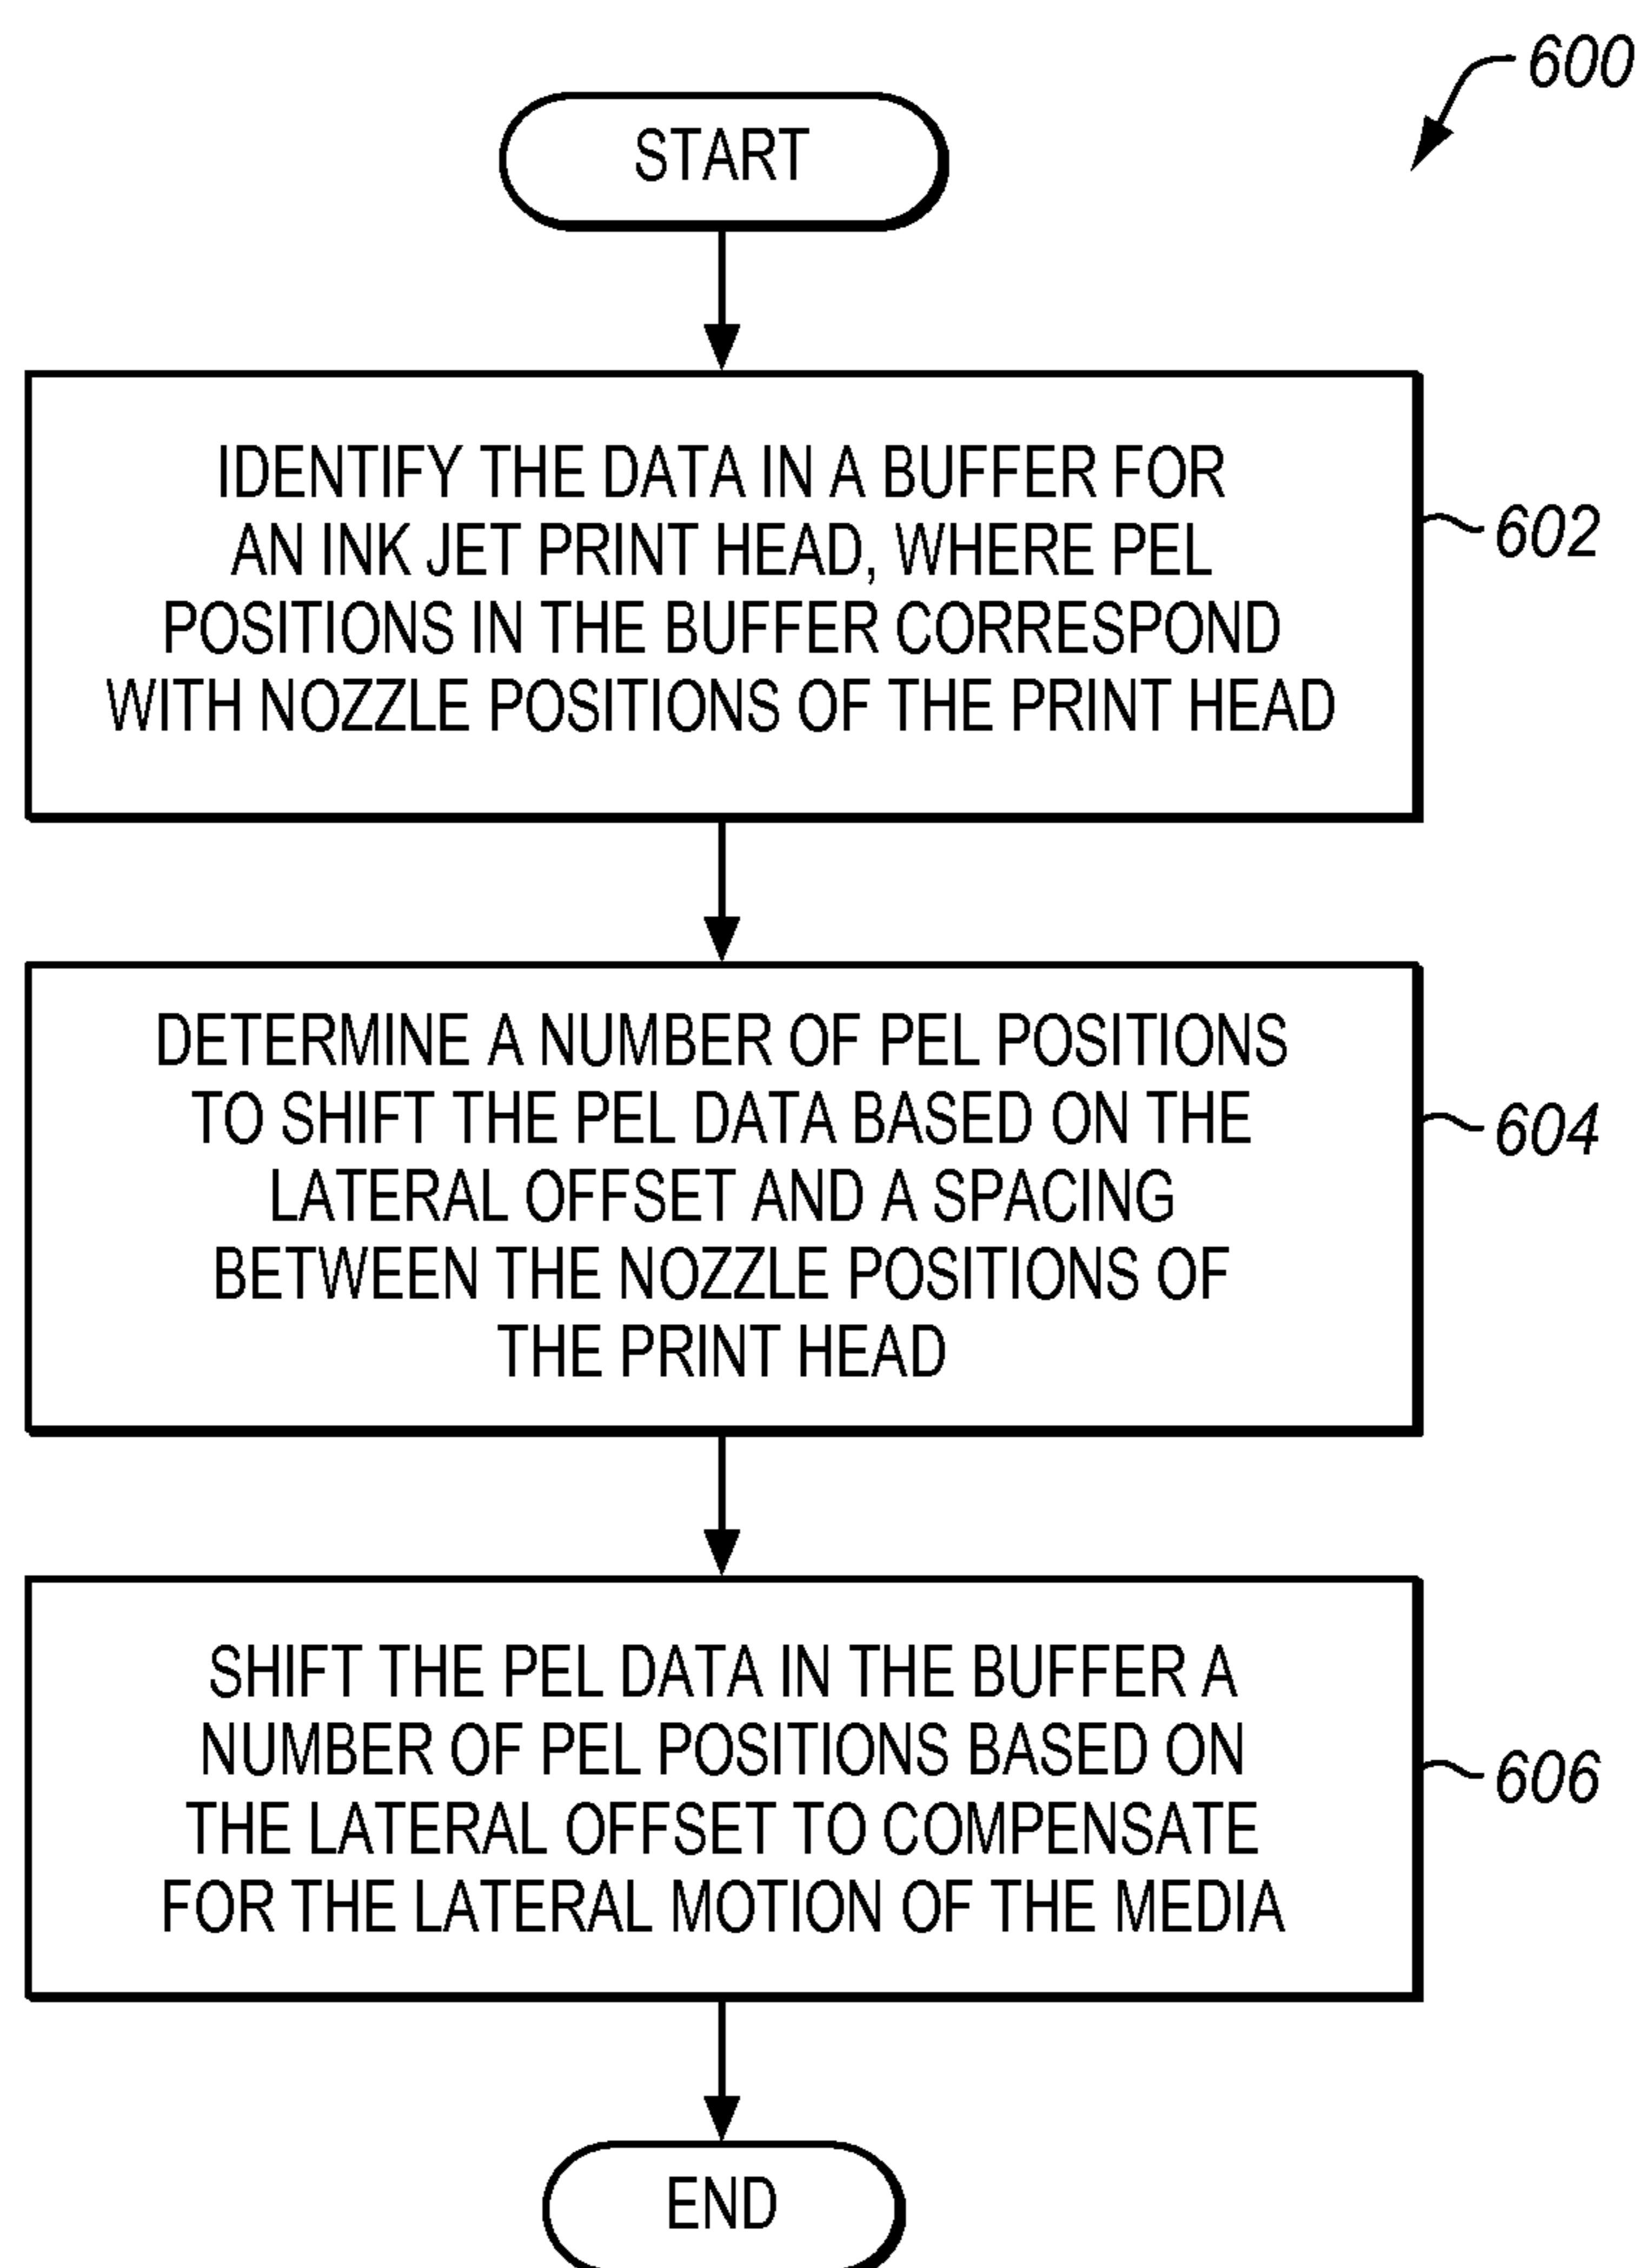 600
START
IDENTIFY THE DATA IN A BUFFER FOR
AN INK JET PRINT HEAD, WHERE PEL
POSITIONS IN THE BUFFER CORRESPOND
WITH NOZZLE POSITIONS OF THE PRINT HEAD
602
DETERMINE A NUMBER OF PEL POSITIONS
TO SHIFT THE PEL DATA BASED ON THE
LATERAL OFFSET AND A SPACING
BETWEEN THE NOZZLE POSITIONS OF
THE PRINT HEAD
604
SHIFT THE PEL DATA IN THE BUFFER A
NUMBER OF PEL POSITIONS BASED ON
THE LATERAL OFFSET TO COMPENSATE
FOR THE LATERAL MOTION OF THE MEDIA
606
END